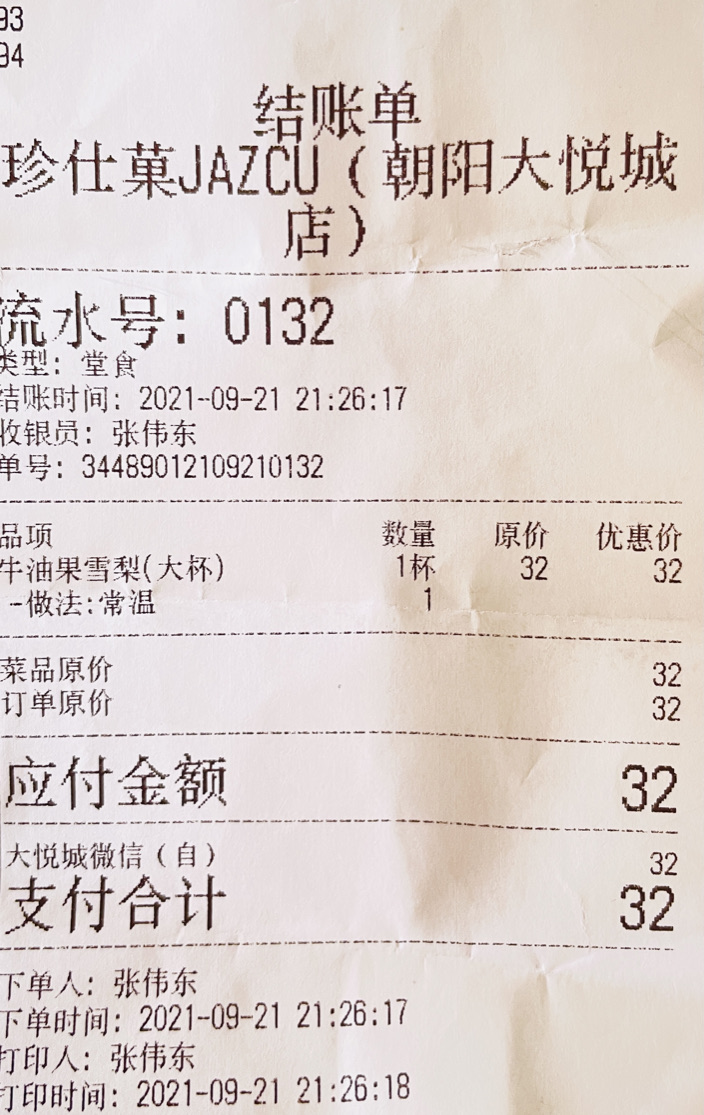 93
94
结账单
珍仕菓JAZCU(朝阳大悦城
店)
流水号: 0132
类型: 堂食
结账时间: 2021-09-21 21:26:17
收银员: 张伟东
单号: 34489012109210132
品项 数量 原价 优惠价
牛油果雪梨(大杯) 1杯 32 32
-做法:常温 1
菜品原价 32
订单原价 32
应付金额 32
大悦城微信(自) 32
支付合计 32
下单人: 张伟东
下单时间: 2021-09-21 21:26:17
打印人: 张伟东
打印时间: 2021-09-21 21:26:18